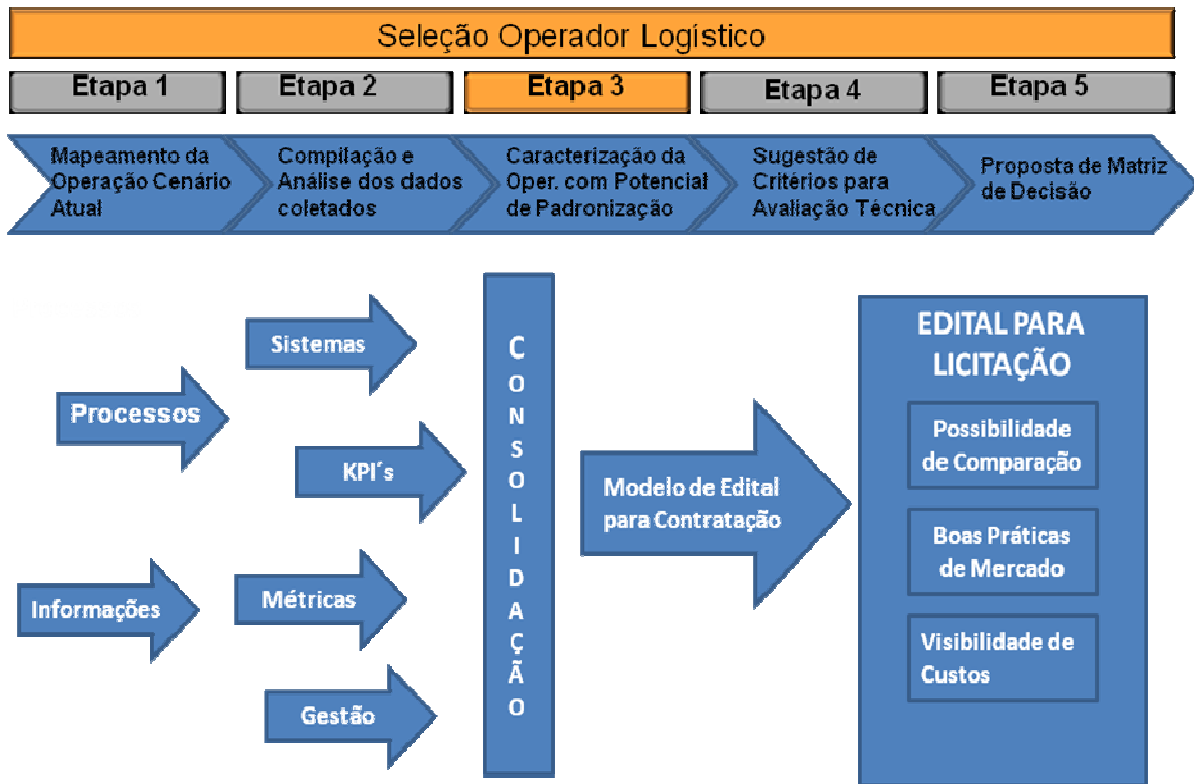 Seleção Operador Logístico
Etapa 1
Etapa 2
Etapa 3
Etapa 4
Etapa 5
Mapeamento da
Operação Cenário
Atual
Compilação e
Análise dos dados
coletados
Caracterização da
Oper. com Potencial
de Padronização
Sugestão de
Critérios para
Avaliação Técnica
Proposta de Matriz
de Decisão
Processos
Informações
Sistemas
KPI´s
Métricas
Gestão
CONSOLIDAÇÃO
Modelo de Edital
para Contratação
EDITAL PARA
LICITAÇÃO
Possibilidade
de Comparação
Boas Práticas
de Mercado
Visibilidade de
Custos